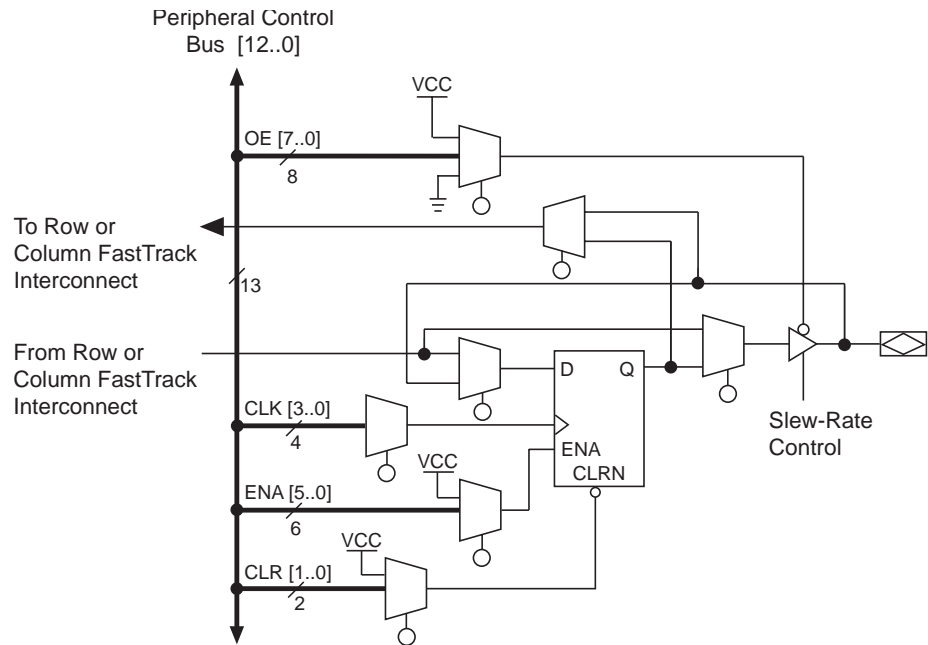 Peripheral Control
Bus [12..0]
VCC
OE [7..0]
8
To Row or
Column FastTrack
Interconnect
13
From Row or
Column FastTrack
Interconnect
D
Q
CLK [3..0]
4
ENA
CLRN
Slew-Rate
Control
VCC
ENA [5..0]
6
VCC
CLR [1..0]
2